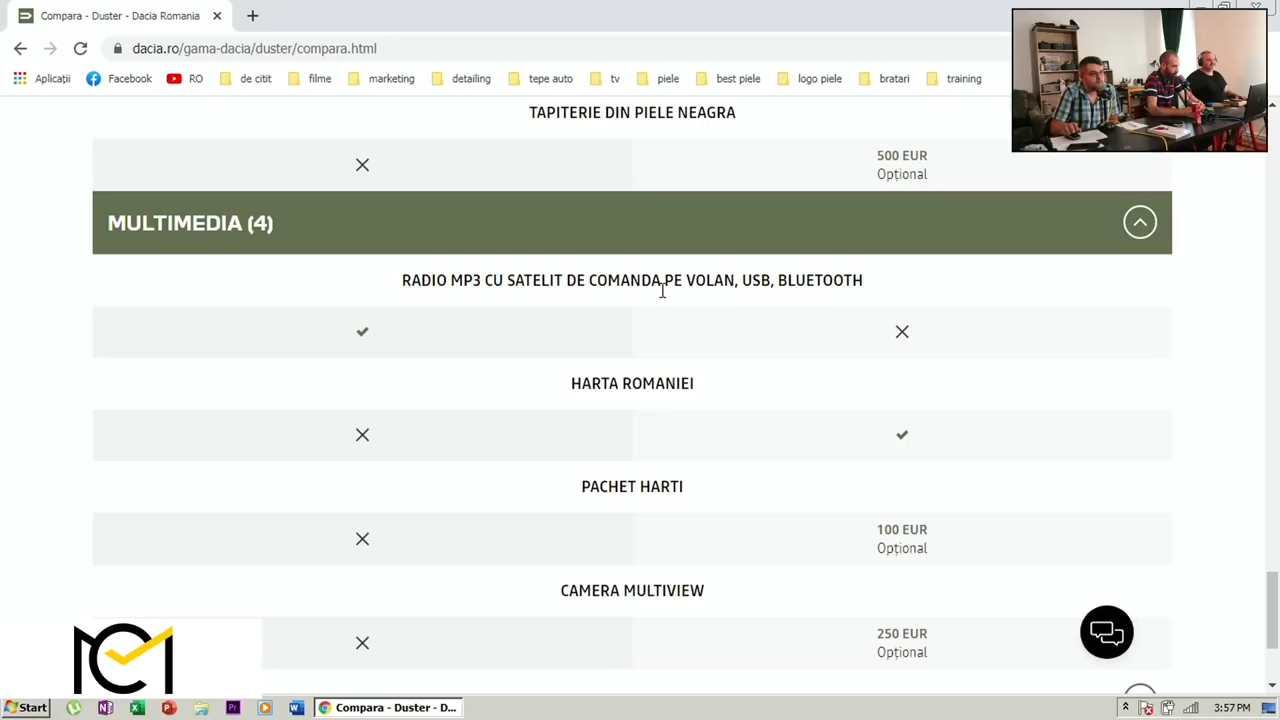 Compara - Duster - Dacia Romania
dacia.ro/gama-dacia/duster/compara.html
Aplicații Facebook RO de citit filme marketing detailing tepe auto tv piele best piele logo piele bratari training
TAPITERIE DIN PIELE NEAGRA
500 EUR
Opțional
MULTIMEDIA (4)
RADIO MP3 CU SATELIT DE COMANDA PE VOLAN, USB, BLUETOOTH
HARTA ROMANIEI
PACHET HARTI
100 EUR
Opțional
CAMERA MULTIVIEW
250 EUR
Opțional
Start Compara - Duster - D... 3:57 PM